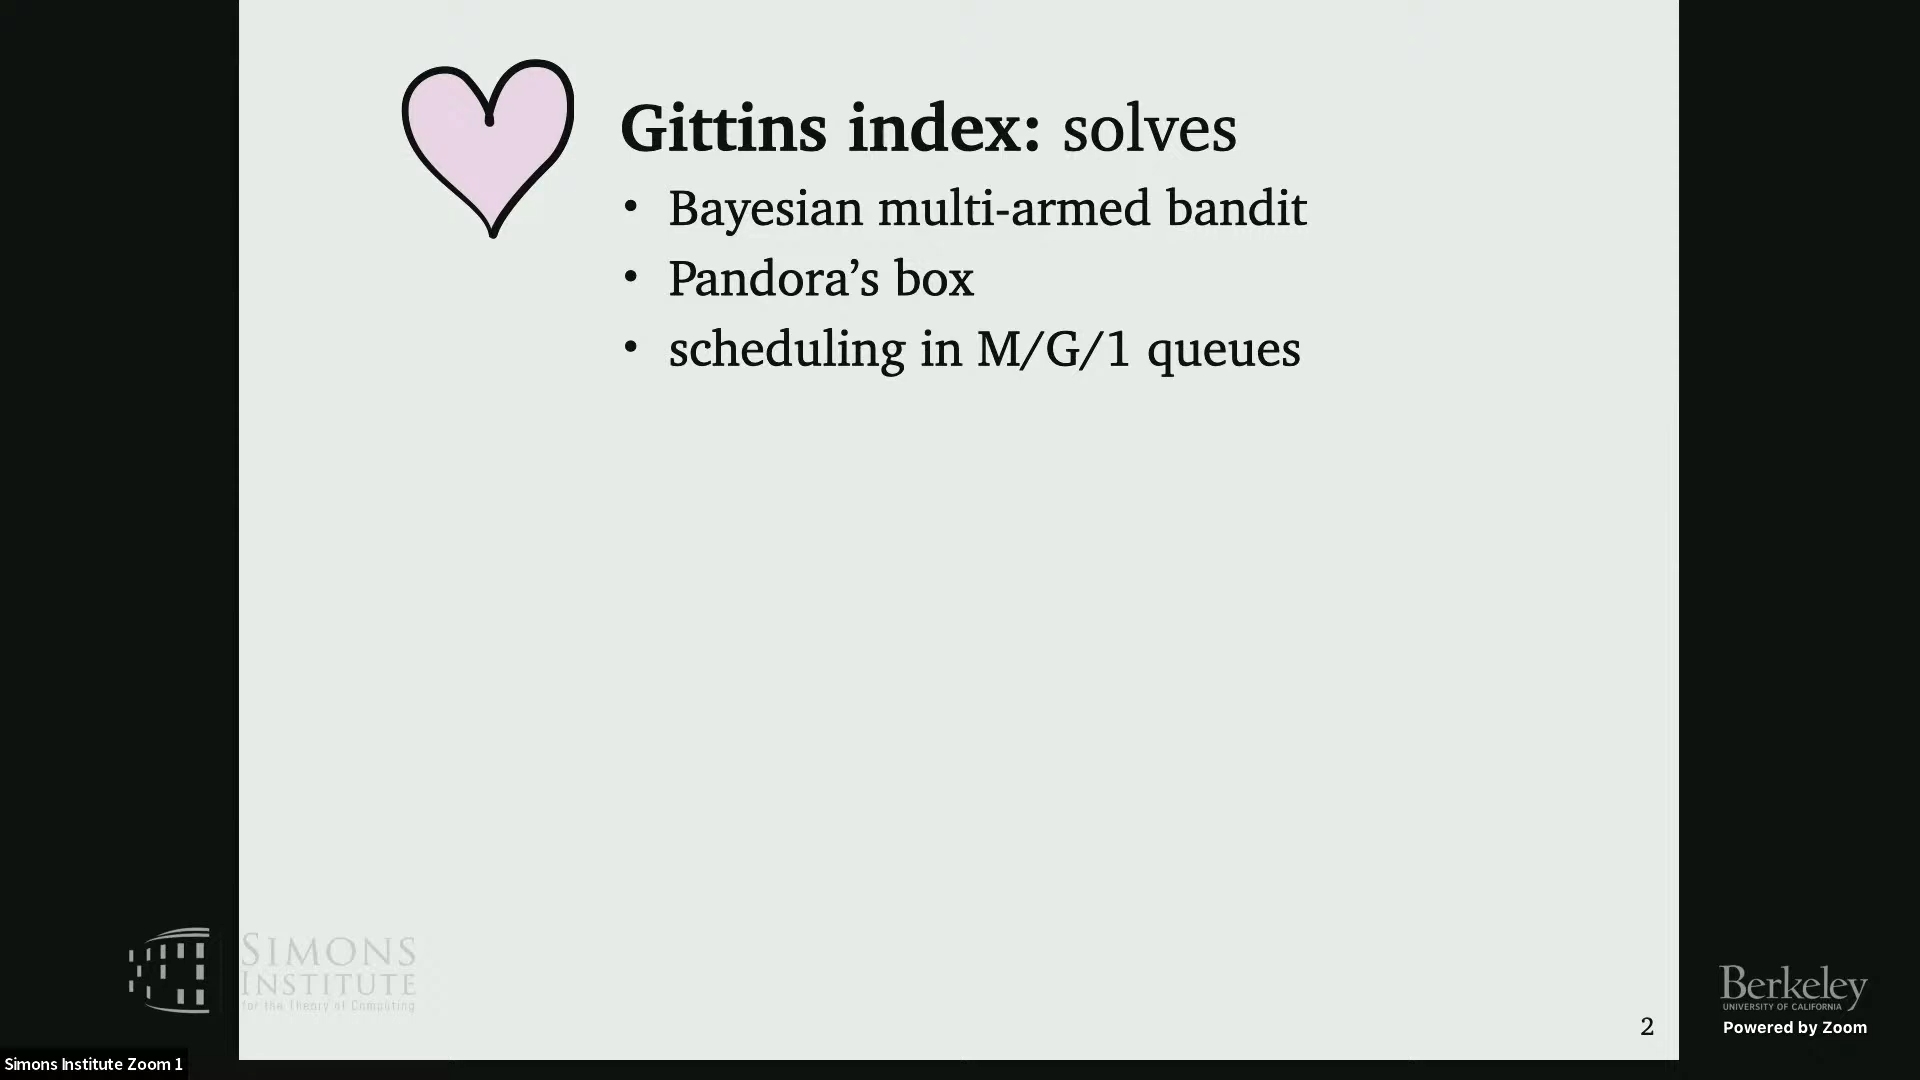 Gittins index: solves
• Bayesian multi-armed bandit
• Pandora’s box
• scheduling in M/G/1 queues
SIMONS
INSTITUTE
for the Theory of Computing
Berkeley
UNIVERSITY OF CALIFORNIA
Powered by Zoom
2
Simons Institute Zoom 1